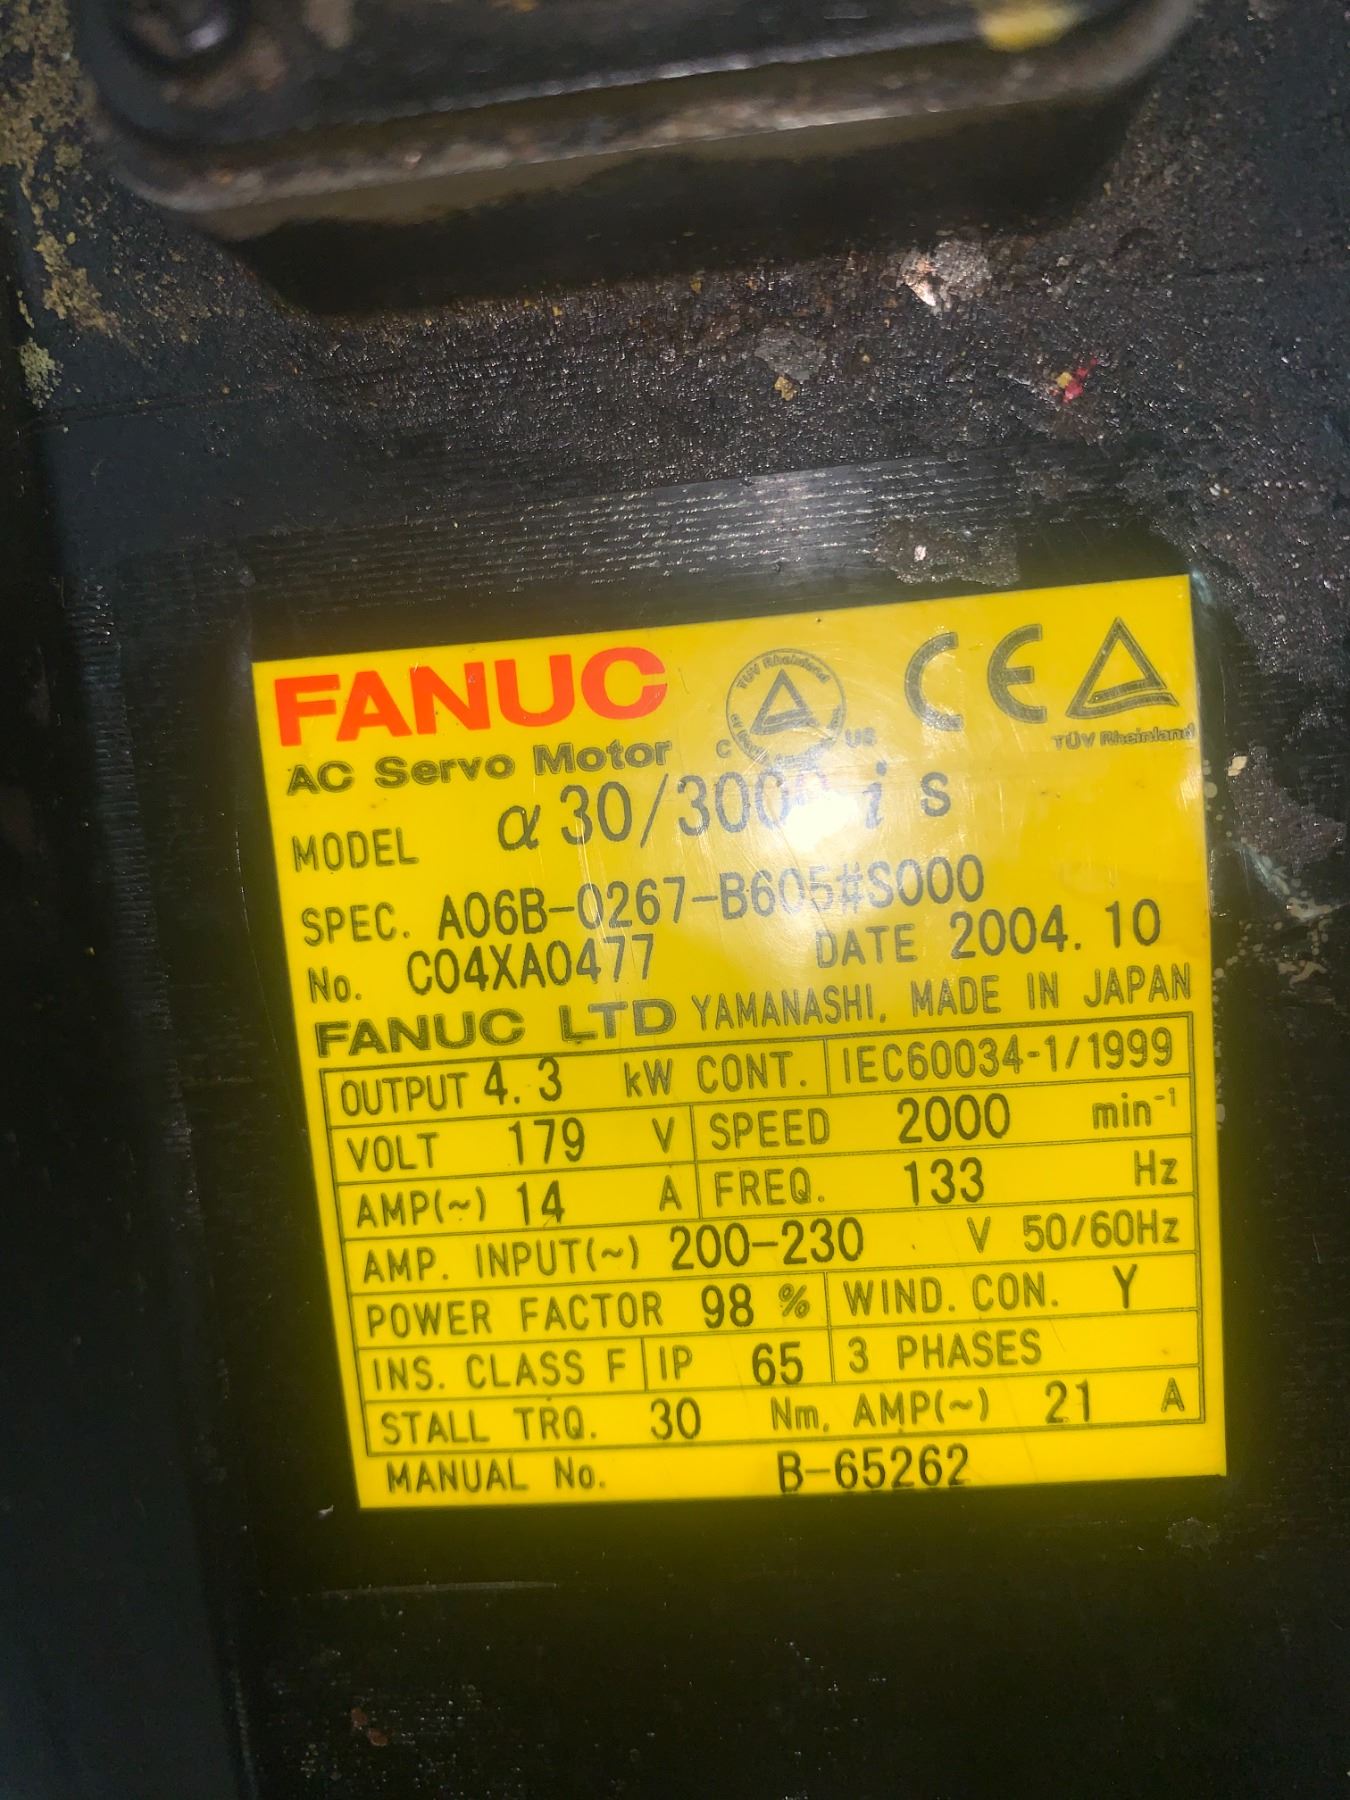 FANUC
TÜV Rheinland
C US
CE
TÜV Rheinland
AC Servo Motor
MODEL α30/3000 i s
SPEC. A06B-0267-B605#S000
No. C04XA0477 DATE 2004.10
FANUC LTD YAMANASHI, MADE IN JAPAN
OUTPUT 4.3 kW CONT. IEC60034-1/1999
VOLT 179 V SPEED 2000 min⁻¹
AMP(~) 14 A FREQ. 133 Hz
AMP. INPUT(~) 200-230 V 50/60Hz
POWER FACTOR 98 % WIND. CON. Y
INS. CLASS F IP 65 3 PHASES
STALL TRQ. 30 Nm, AMP(~) 21 A
MANUAL No. B-65262